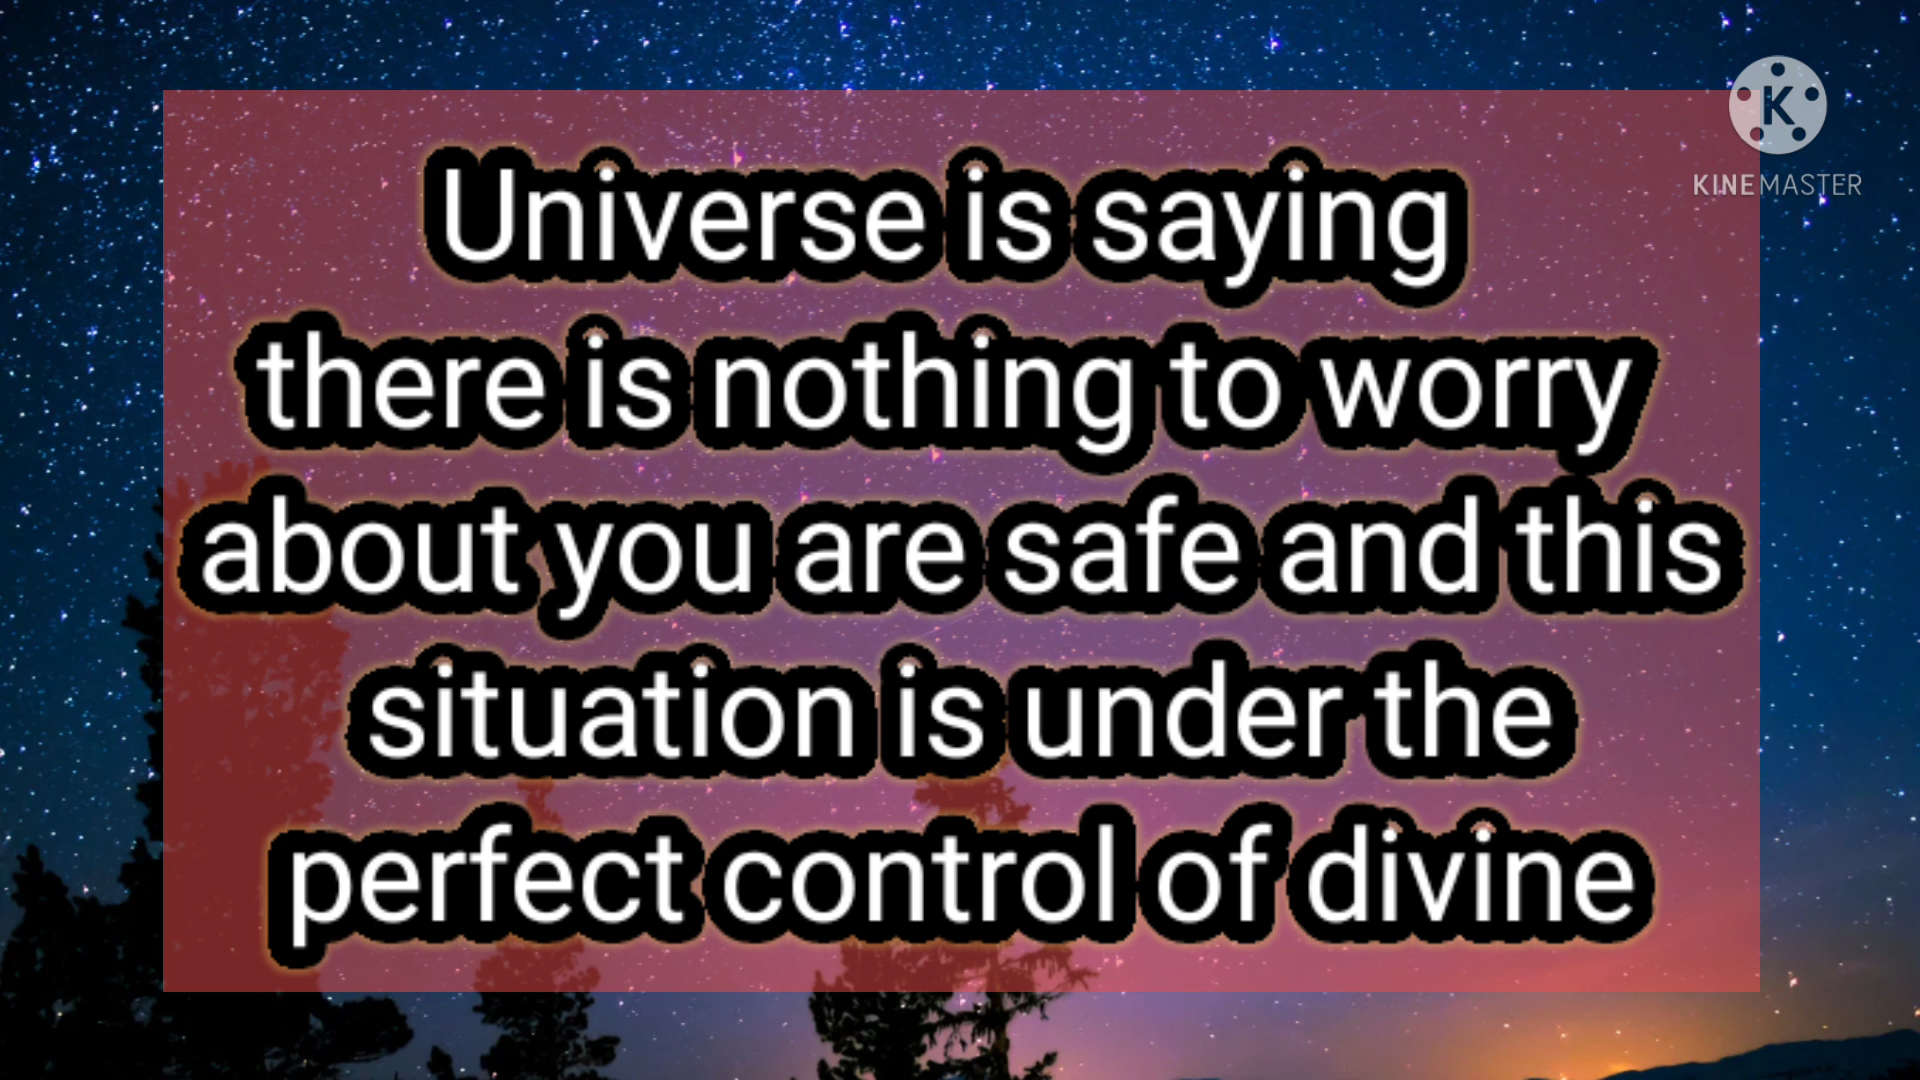 K
KINEMASTER
Universe is saying
there is nothing to worry
about you are safe and this
situation is under the
perfect control of divine